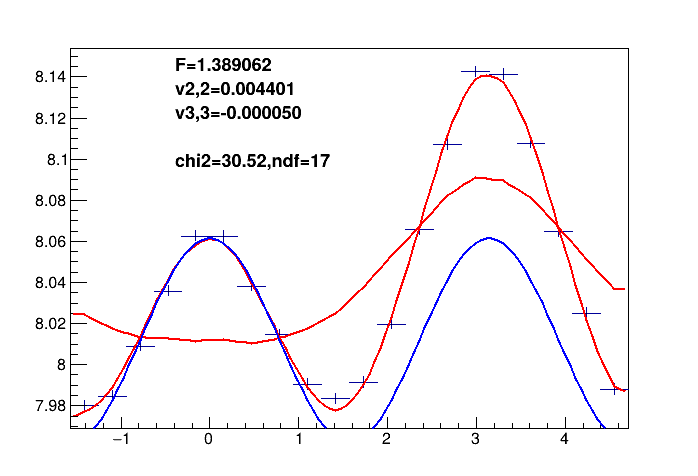 F=1.389062
v2,2=0.004401
v3,3=-0.000050
chi2=30.52,ndf=17
8.14
8.12
8.1
8.08
8.06
8.04
8.02
8
7.98
−1 0 1 2 3 4